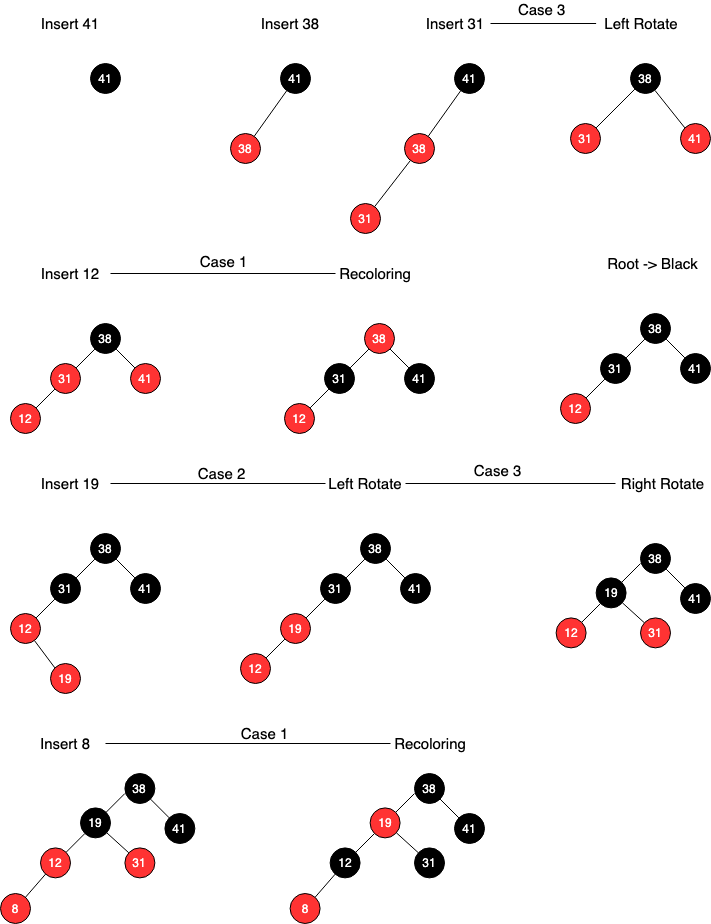 Insert 41
Insert 38
Insert 31
Case 3
Left Rotate
41
41
38
41
38
31
38
31
41
Insert 12
Case 1
Recoloring
Root -> Black
38
31
41
12
38
31
41
12
38
31
41
12
Insert 19
Case 2
Left Rotate
Case 3
Right Rotate
38
31
41
12
19
38
31
41
19
12
38
19
41
12
31
Insert 8
Case 1
Recoloring
38
19
41
12
31
8
38
19
41
12
31
8